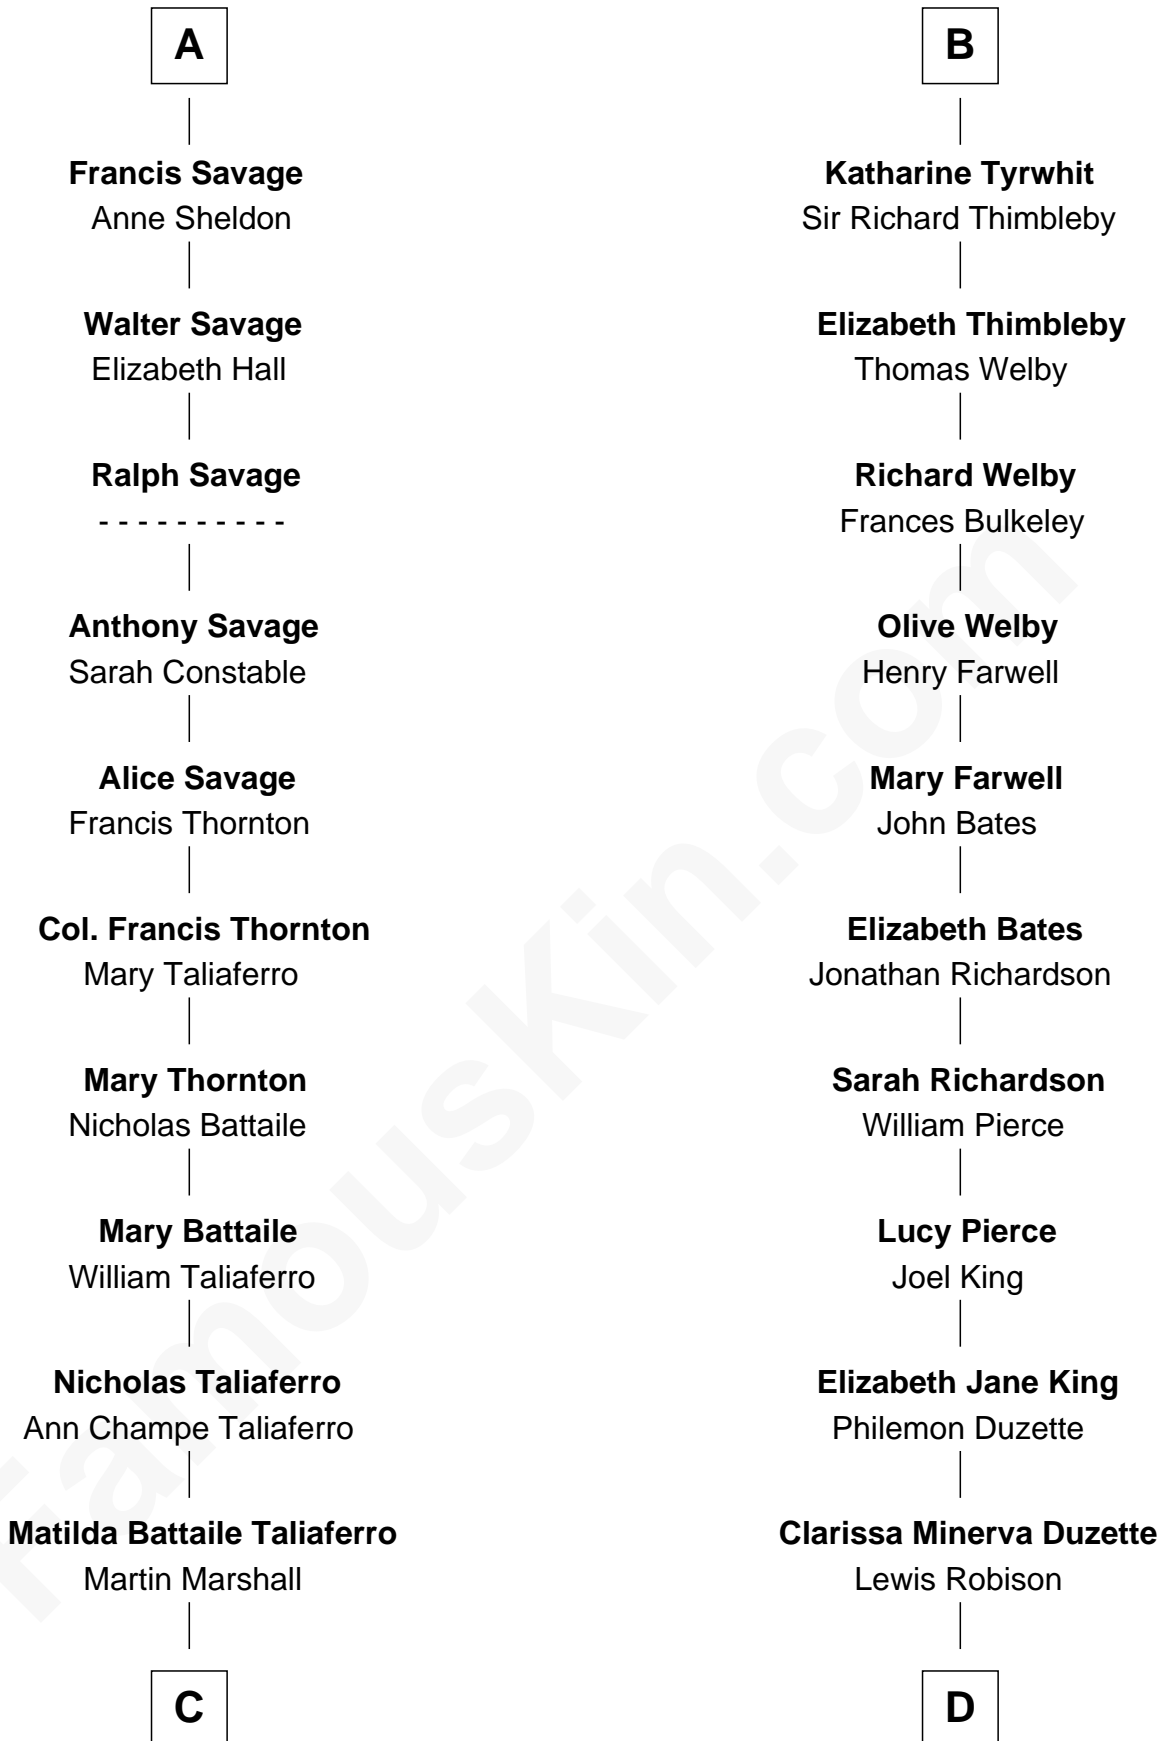 A
Francis Savage
Anne Sheldon
Walter Savage
Elizabeth Hall
Ralph Savage
- - - - - - - - - -
Anthony Savage
Sarah Constable
Alice Savage
Francis Thornton
Col. Francis Thornton
Mary Taliaferro
Mary Thornton
Nicholas Battaile
Mary Battaile
William Taliaferro
Nicholas Taliaferro
Ann Champe Taliaferro
Matilda Battaile Taliaferro
Martin Marshall
C
B
Katharine Tyrwhit
Sir Richard Thimbleby
Elizabeth Thimbleby
Thomas Welby
Richard Welby
Frances Bulkeley
Olive Welby
Henry Farwell
Mary Farwell
John Bates
Elizabeth Bates
Jonathan Richardson
Sarah Richardson
William Pierce
Lucy Pierce
Joel King
Elizabeth Jane King
Philemon Duzette
Clarissa Minerva Duzette
Lewis Robison
D
FamousKin.com